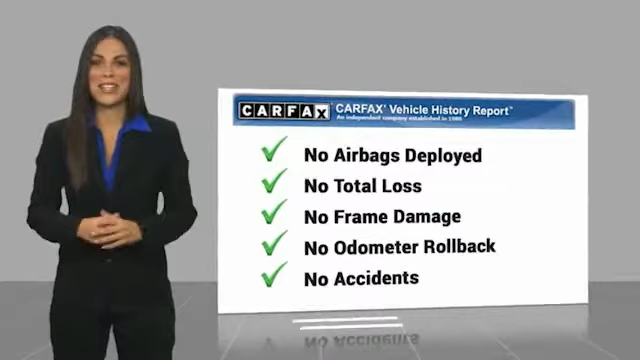 CARFAX CARFAX® Vehicle History Report™
An independent company established in 1986
No Airbags Deployed
No Total Loss
No Frame Damage
No Odometer Rollback
No Accidents